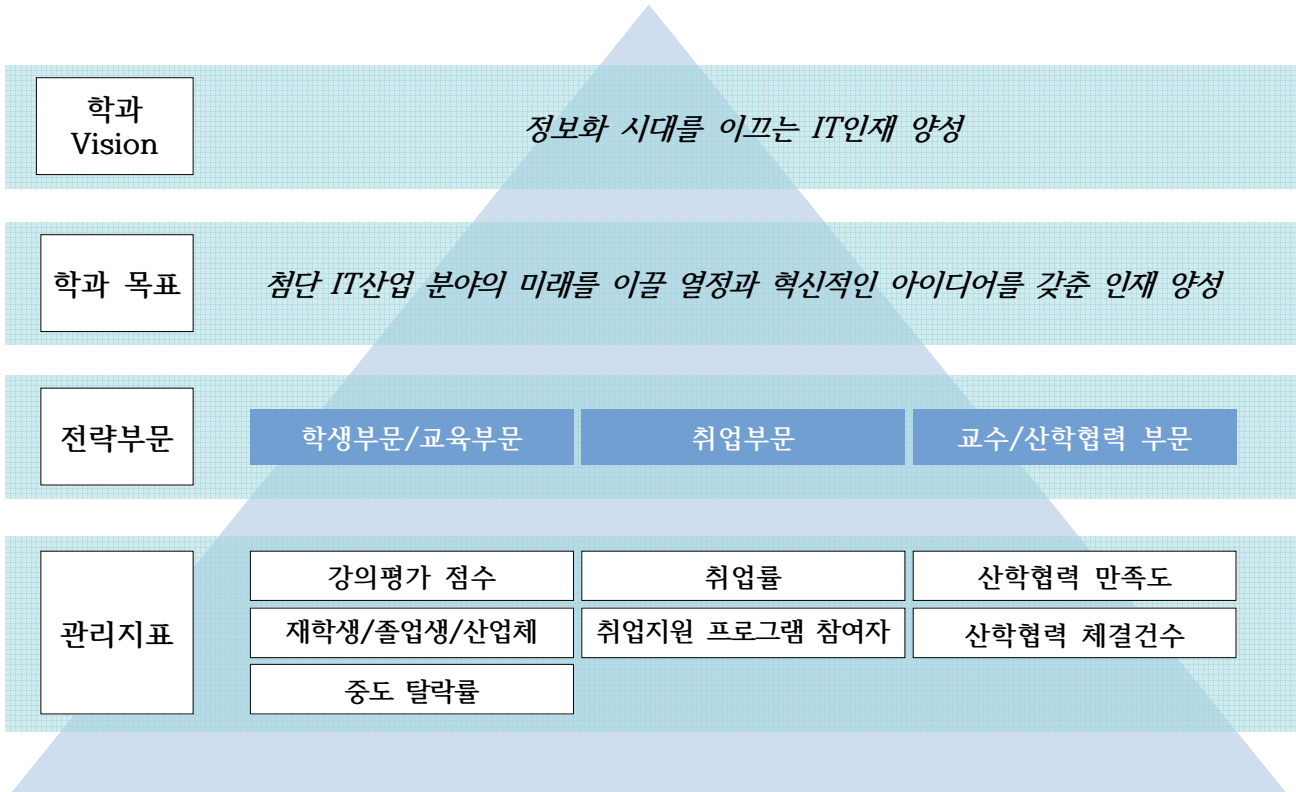 학과
Vision
정보화 시대를 이끄는 IT인재 양성
학과 목표
첨단 IT산업 분야의 미래를 이끌 열정과 혁신적인 아이디어를 갖춘 인재 양성
전략부문
학생부문/교육부문
취업부문
교수/산학협력 부문
관리지표
강의평가 점수
취업률
산학협력 만족도
재학생/졸업생/산업체
취업지원 프로그램 참여자
산학협력 체결건수
중도 탈락률